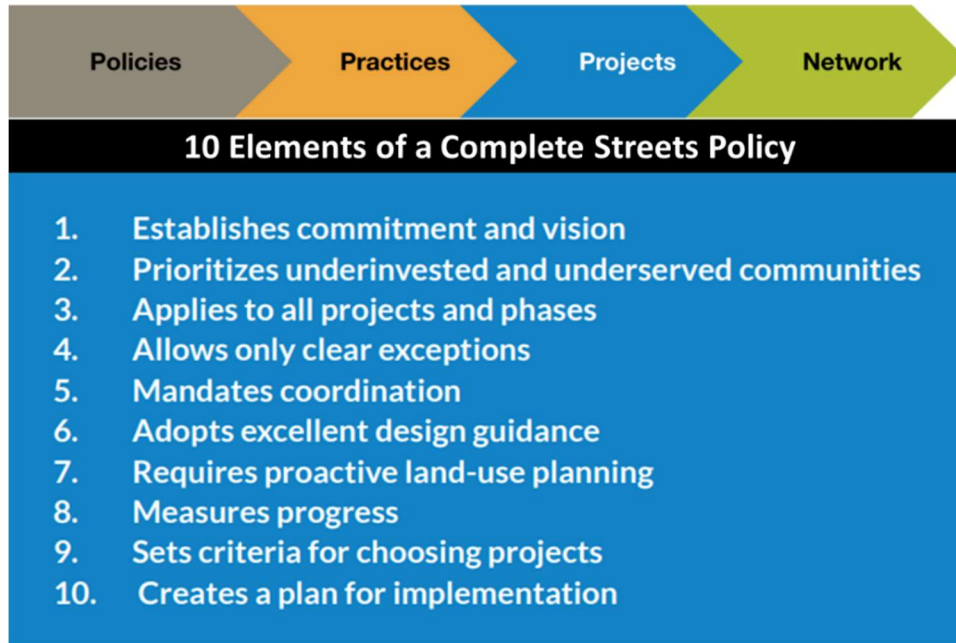 Policies Practices Projects Network
10 Elements of a Complete Streets Policy
1. Establishes commitment and vision
2. Prioritizes underinvested and underserved communities
3. Applies to all projects and phases
4. Allows only clear exceptions
5. Mandates coordination
6. Adopts excellent design guidance
7. Requires proactive land-use planning
8. Measures progress
9. Sets criteria for choosing projects
10. Creates a plan for implementation